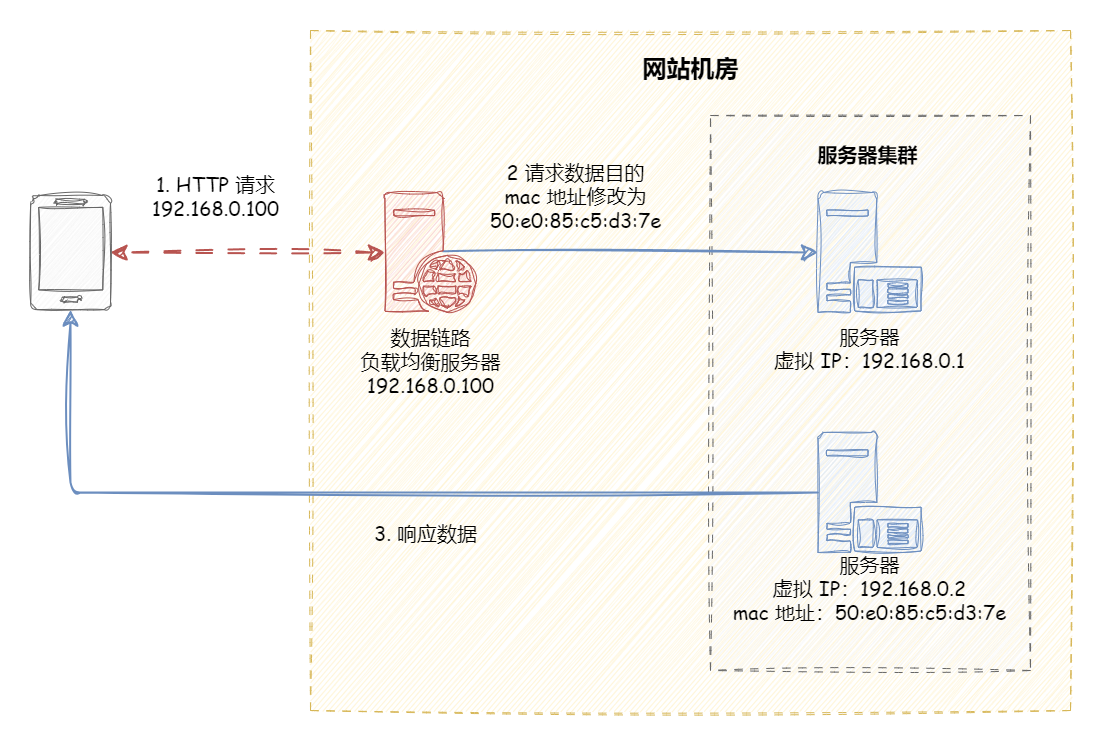 网站机房
服务器集群
1. HTTP 请求
192.168.0.100
2 请求数据目的
mac 地址修改为
50:e0:85:c5:d3:7e
数据链路
负载均衡服务器
192.168.0.100
服务器
虚拟 IP：192.168.0.1
3. 响应数据
服务器
虚拟 IP：192.168.0.2
mac 地址：50:e0:85:c5:d3:7e